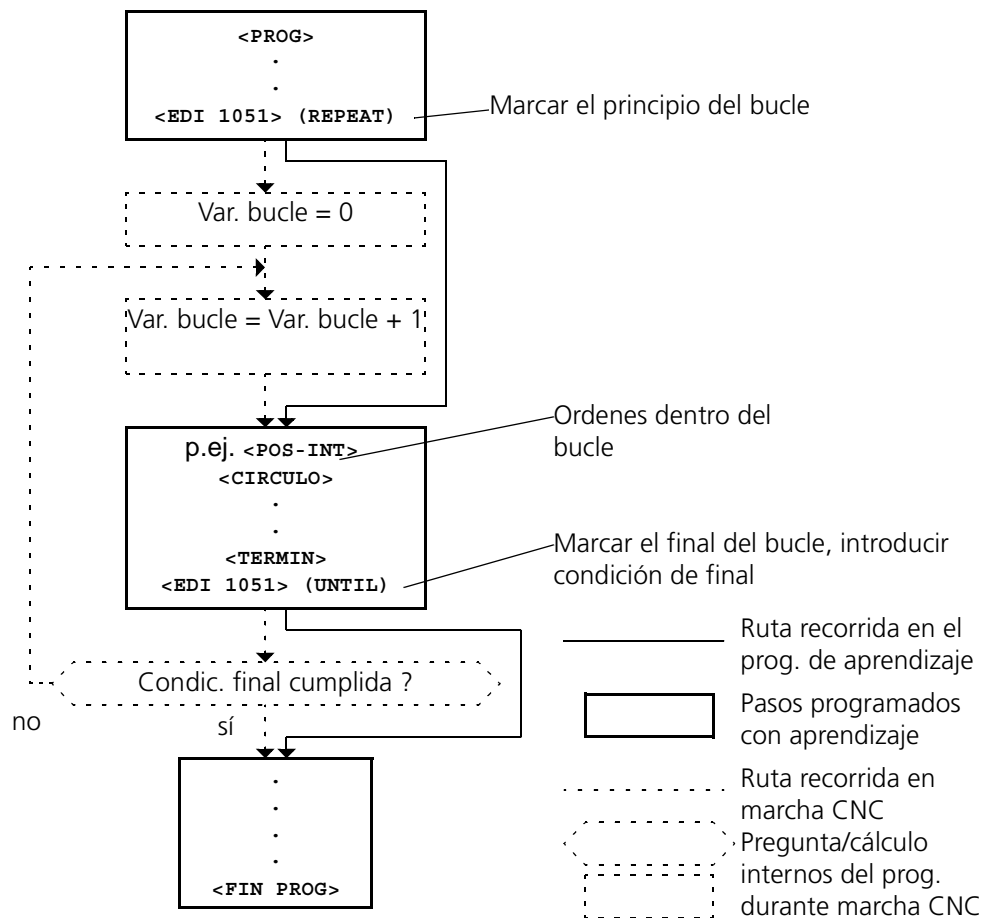 <PROG>
.
.
<EDI 1051> (REPEAT)
Marcar el principio del bucle
Var. bucle = 0
Var. bucle = Var. bucle + 1
Ordenes dentro del
bucle
p.ej. <POS-INT>
<CIRCULO>
.
.
<TERMIN>
<EDI 1051> (UNTIL)
Marcar el final del bucle, introducir
condición de final
Condic. final cumplida ?
no
sí
.
.
.
.
<FIN PROG>
Ruta recorrida en el
prog. de aprendizaje
Pasos programados
con aprendizaje
Ruta recorrida en
marcha CNC
Pregunta/cálculo
internos del prog.
durante marcha CNC